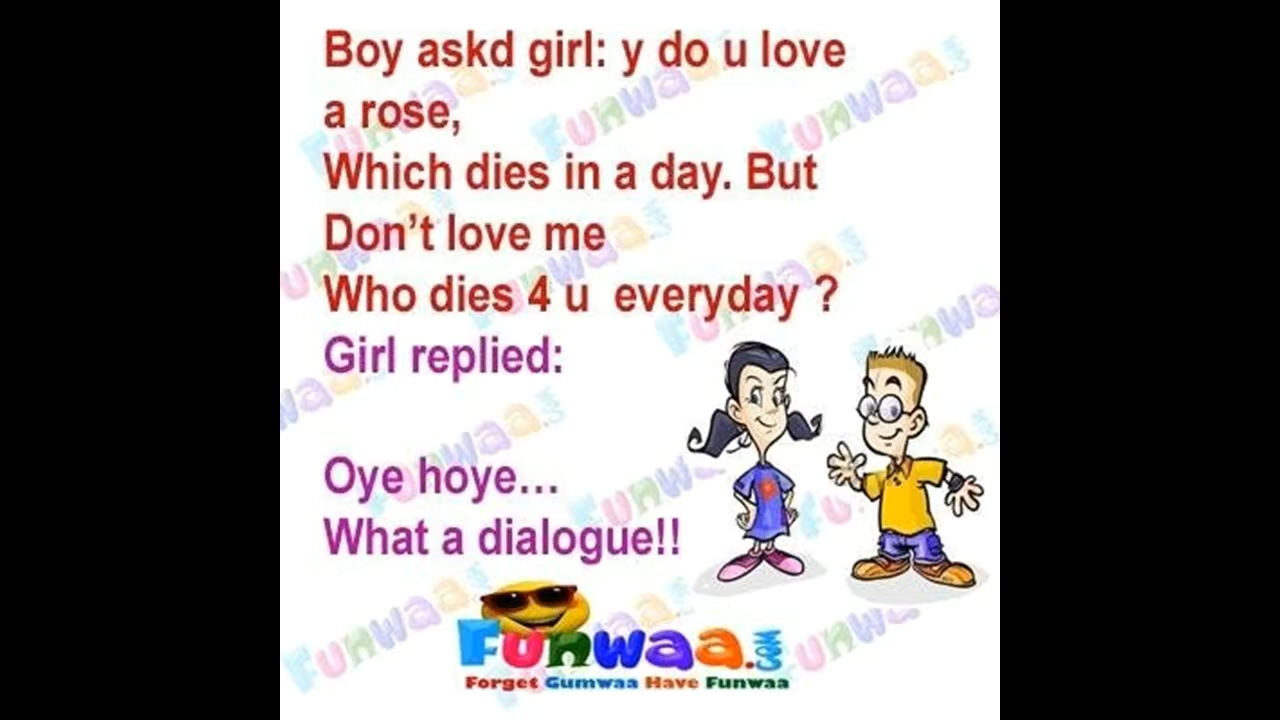 Boy askd girl: y do u love
a rose,
Which dies in a day. But
Don’t love me
Who dies 4 u everyday ?
Girl replied:
Oye hoye...
What a dialogue!!
Funwaa.com
Forget Gumwaa Have Funwaa